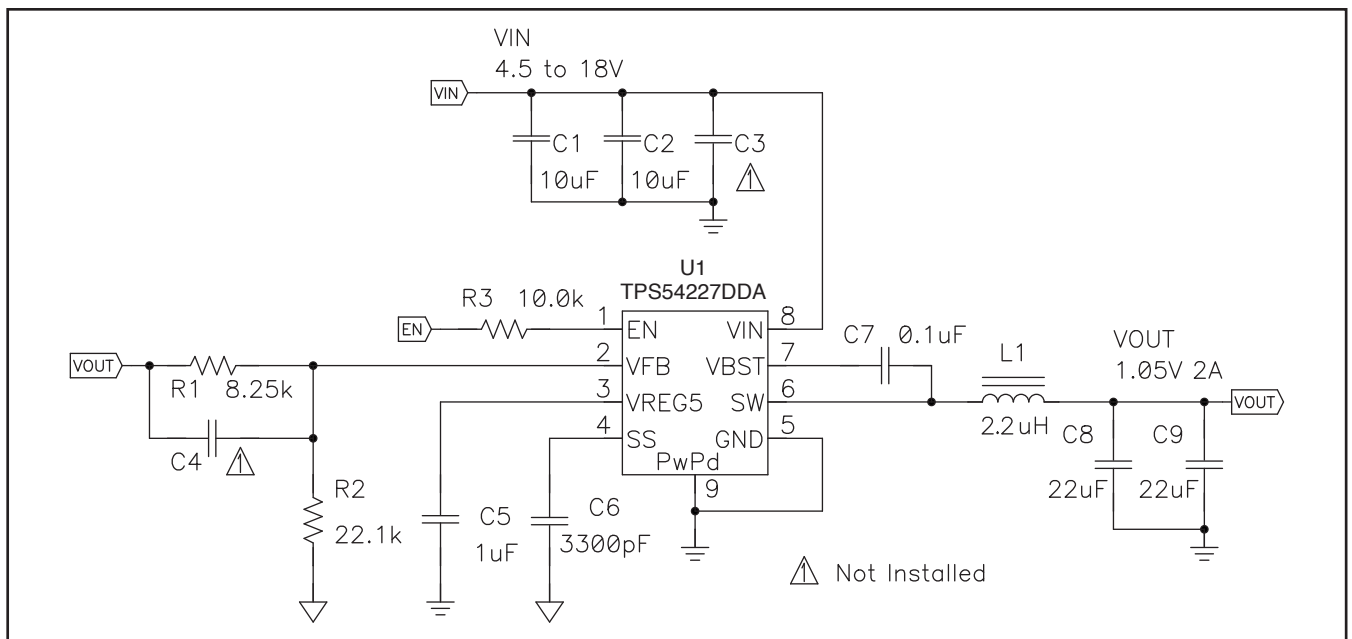 VIN
4.5 to 18V
VIN
C1
C2
C3
10uF
10uF
1
U1
TPS54227DDA
R3 10.0k
EN
1
EN
VIN
8
C7 0.1uF
VOUT
1.05V 2A
L1
VOUT
R1 8.25k
2
VFB
VBST
7
3
VREG5
SW
6
2.2uH
VOUT
C4
1
4
SS
GND
5
PwPd
9
C8
C9
22uF
22uF
R2
22.1k
C5
1uF
C6
3300pF
1 Not Installed